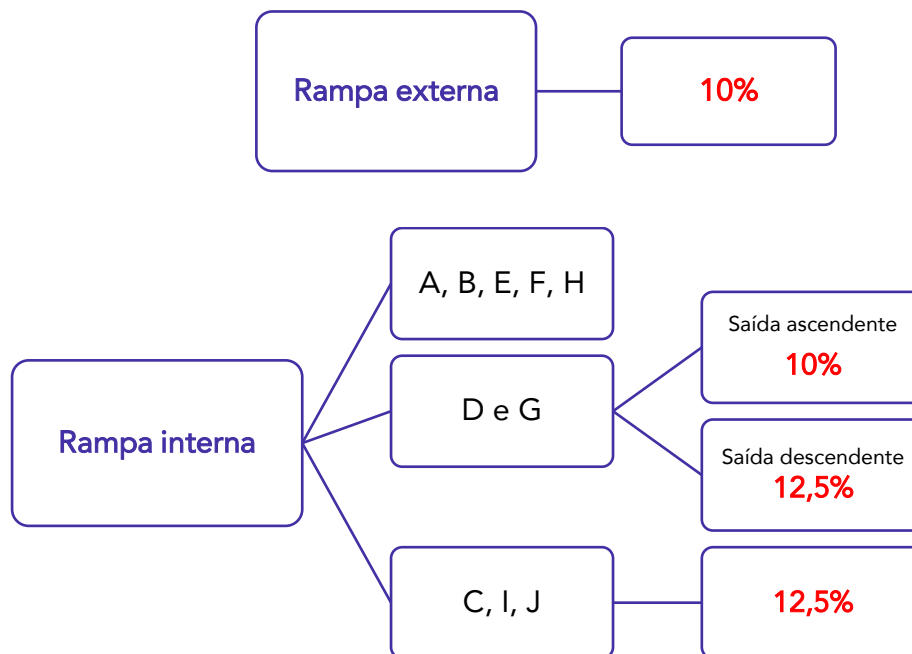 Rampa externa
10%
Rampa interna
A, B, E, F, H
D e G
Saída ascendente
10%
Saída descendente
12,5%
C, I, J
12,5%